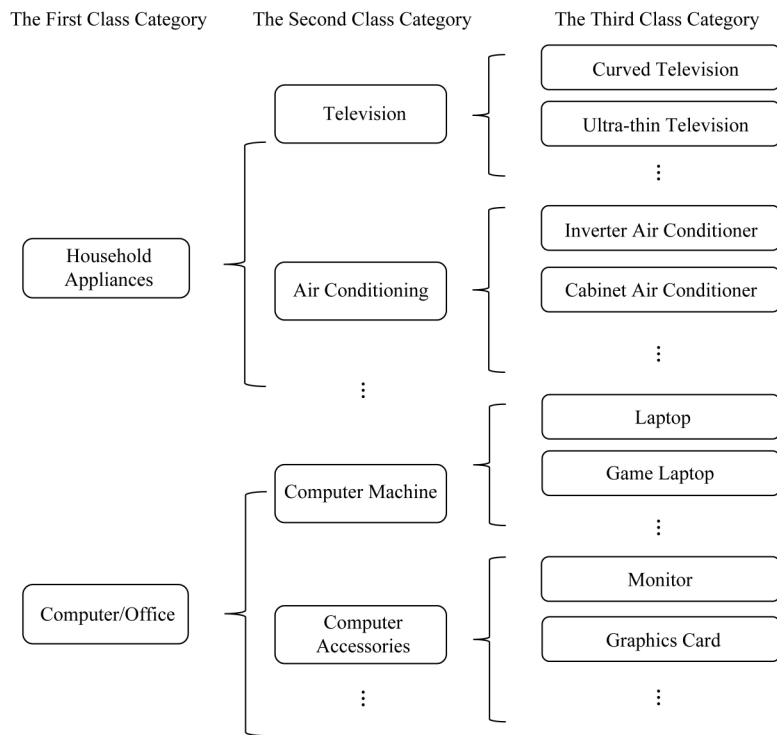 The First Class Category
The Second Class Category
The Third Class Category
Household
Appliances
Television
Curved Television
Ultra-thin Television
⋮
Air Conditioning
Inverter Air Conditioner
Cabinet Air Conditioner
⋮
⋮
Computer/Office
Computer Machine
Laptop
Game Laptop
⋮
Computer
Accessories
Monitor
Graphics Card
⋮
⋮